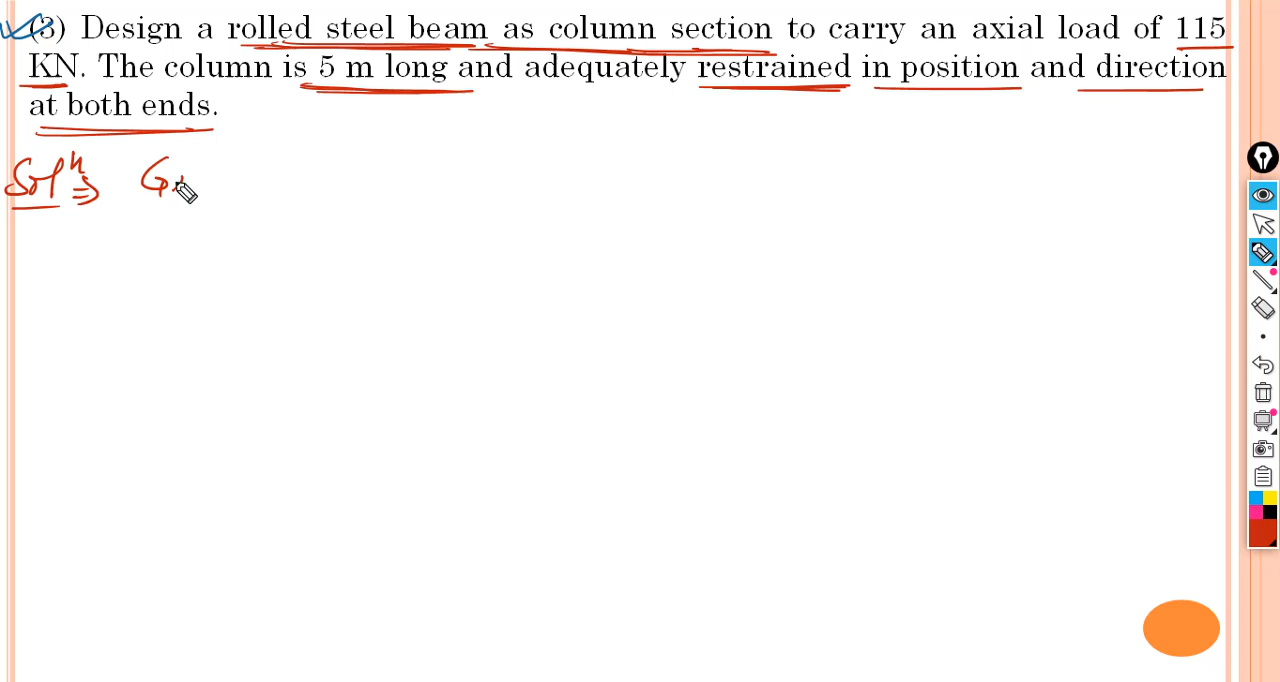 (3) Design a rolled steel beam as column section to carry an axial load of 115
KN. The column is 5 m long and adequately restrained in position and direction
at both ends.
Solⁿ ⇒ G